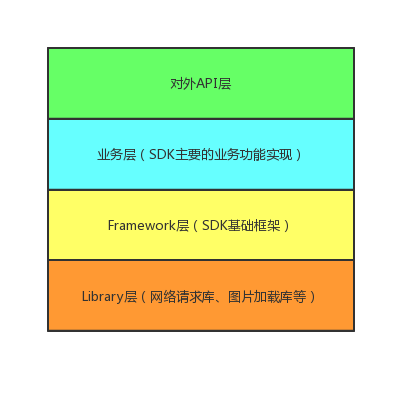 对外API层
业务层（SDK主要的业务功能实现）
Framework层（SDK基础框架）
Library层（网络请求库、图片加载库等）